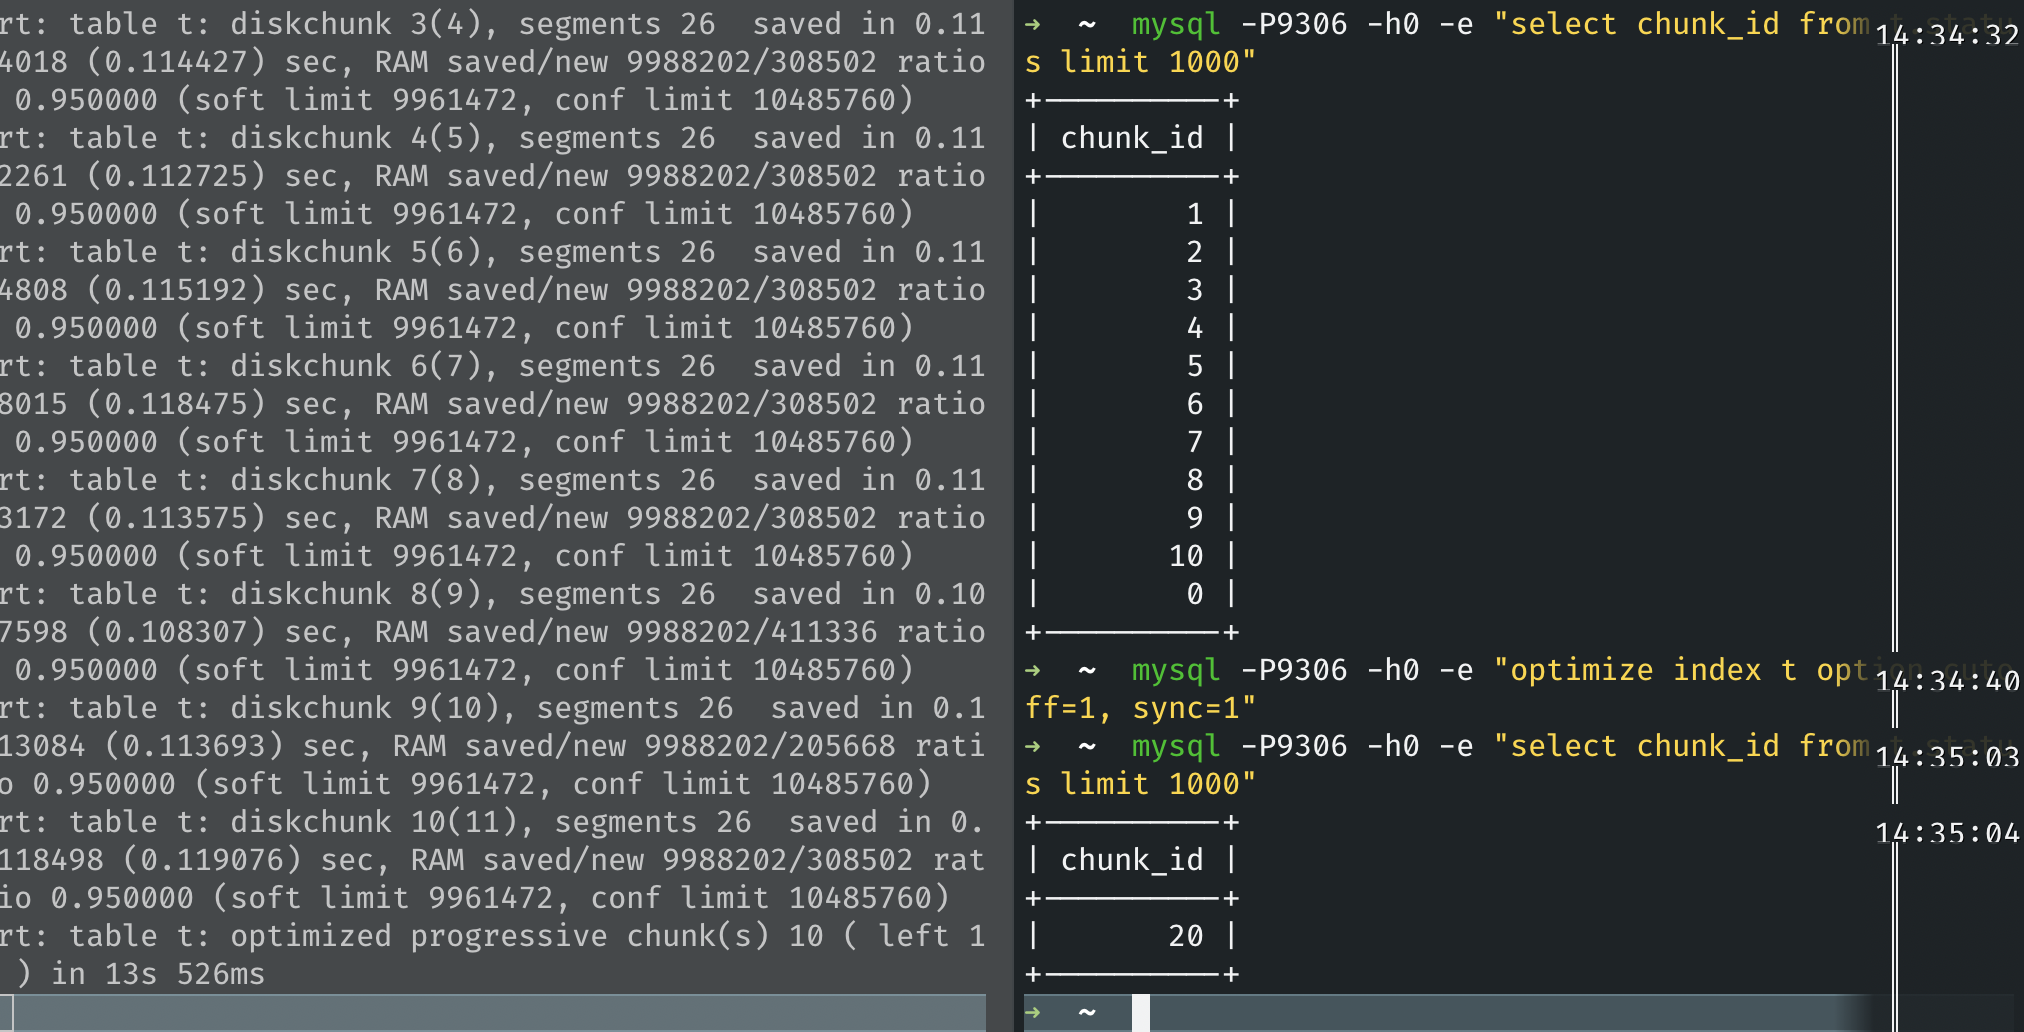 rt: table t: diskchunk 3(4), segments 26  saved in 0.11
4018 (0.114427) sec, RAM saved/new 9988202/308502 ratio
 0.950000 (soft limit 9961472, conf limit 10485760)
rt: table t: diskchunk 4(5), segments 26  saved in 0.11
2261 (0.112725) sec, RAM saved/new 9988202/308502 ratio
 0.950000 (soft limit 9961472, conf limit 10485760)
rt: table t: diskchunk 5(6), segments 26  saved in 0.11
4808 (0.115192) sec, RAM saved/new 9988202/308502 ratio
 0.950000 (soft limit 9961472, conf limit 10485760)
rt: table t: diskchunk 6(7), segments 26  saved in 0.11
8015 (0.118475) sec, RAM saved/new 9988202/308502 ratio
 0.950000 (soft limit 9961472, conf limit 10485760)
rt: table t: diskchunk 7(8), segments 26  saved in 0.11
3172 (0.113575) sec, RAM saved/new 9988202/308502 ratio
 0.950000 (soft limit 9961472, conf limit 10485760)
rt: table t: diskchunk 8(9), segments 26  saved in 0.10
7598 (0.108307) sec, RAM saved/new 9988202/411336 ratio
 0.950000 (soft limit 9961472, conf limit 10485760)
rt: table t: diskchunk 9(10), segments 26  saved in 0.1
13084 (0.113693) sec, RAM saved/new 9988202/205668 rati
o 0.950000 (soft limit 9961472, conf limit 10485760)
rt: table t: diskchunk 10(11), segments 26  saved in 0.
118498 (0.119076) sec, RAM saved/new 9988202/308502 rat
io 0.950000 (soft limit 9961472, conf limit 10485760)
rt: table t: optimized progressive chunk(s) 10 ( left 1
 ) in 13s 526ms
→ ~ mysql -P9306 -h0 -e "select chunk_id from t.statu 14:34:32
s limit 1000"
+----------+
| chunk_id |
+----------+
| 1 |
| 2 |
| 3 |
| 4 |
| 5 |
| 6 |
| 7 |
| 8 |
| 9 |
| 10 |
| 0 |
+----------+
→ ~ mysql -P9306 -h0 -e "optimize index t option cuto 14:34:40
ff=1, sync=1"
→ ~ mysql -P9306 -h0 -e "select chunk_id from t.statu 14:35:03
s limit 1000"
+----------+ 14:35:04
| chunk_id |
+----------+
| 20 |
+----------+
→ ~